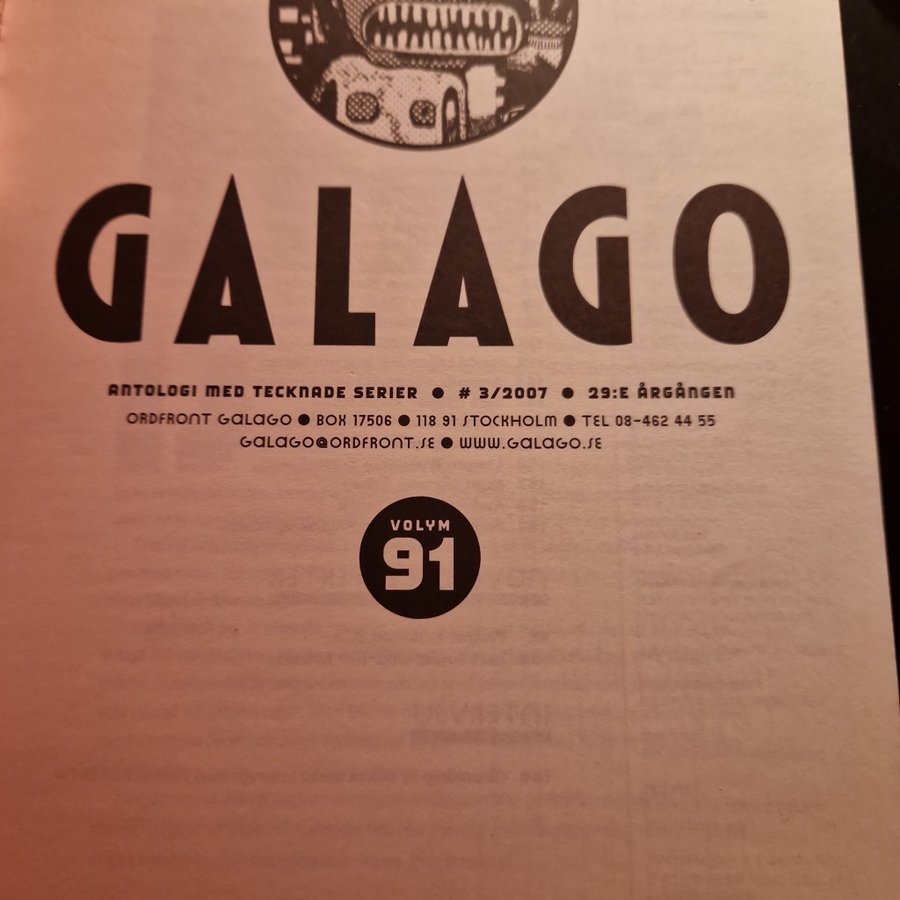 GALAGO
ANTOLOGI MED TECKNADE SERIER ● # 3/2007 ● 29:E ÅRGÅNGEN
ORDFRONT GALAGO ● BOX 17506 ● 118 91 STOCKHOLM ● TEL 08-462 44 55
GALAGO@ORDFRONT.SE ● WWW.GALAGO.SE
VOLYM
91